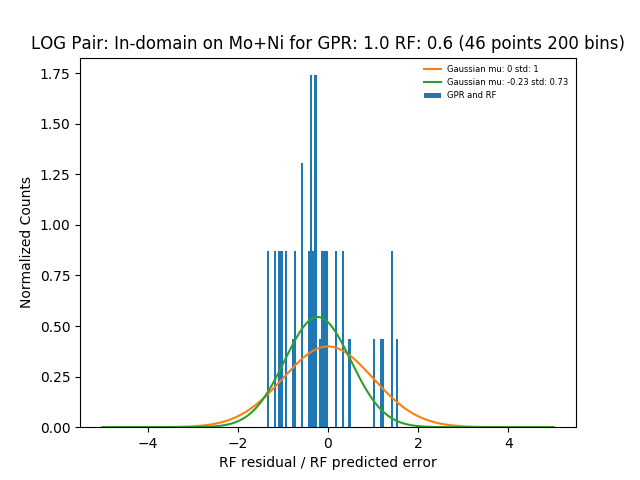 LOG Pair: In-domain on Mo+Ni for GPR: 1.0 RF: 0.6 (46 points 200 bins)
Gaussian mu: 0 std: 1
Gaussian mu: -0.23 std: 0.73
GPR and RF
Normalized Counts
1.75
1.50
1.25
1.00
0.75
0.50
0.25
0.00
−4
−2
0
2
4
RF residual / RF predicted error